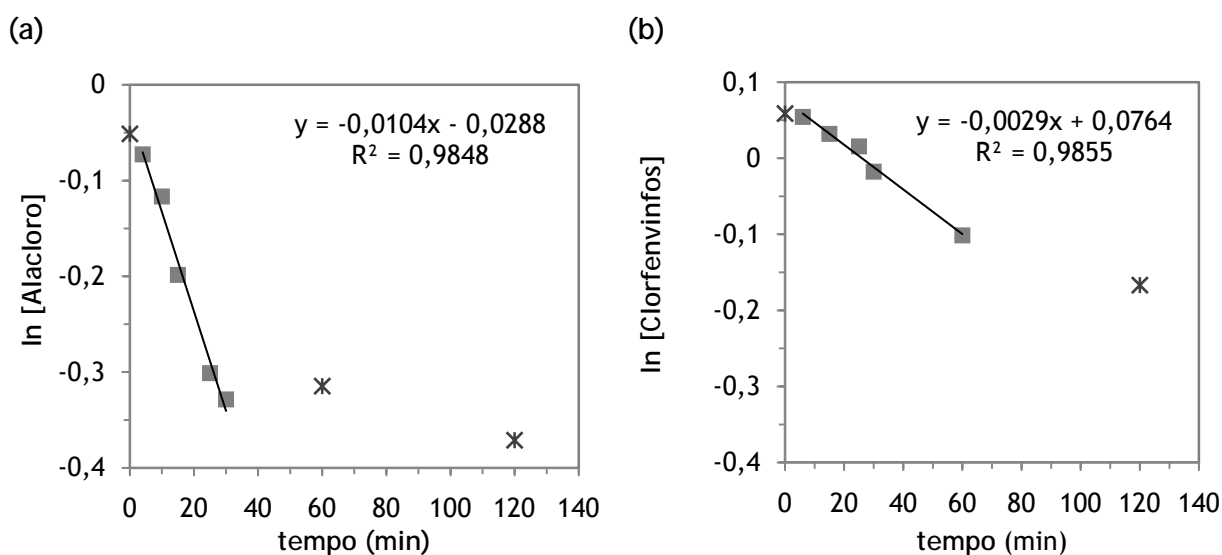 (a)
0
-0,1
-0,2
-0,3
-0,4
ln [Alacloro]
y = -0,0104x - 0,0288
R² = 0,9848
0 20 40 60 80 100 120 140
tempo (min)
(b)
0,1
0
-0,1
-0,2
-0,3
-0,4
ln [Clorfenvinfos]
y = -0,0029x + 0,0764
R² = 0,9855
0 20 40 60 80 100 120 140
tempo (min)